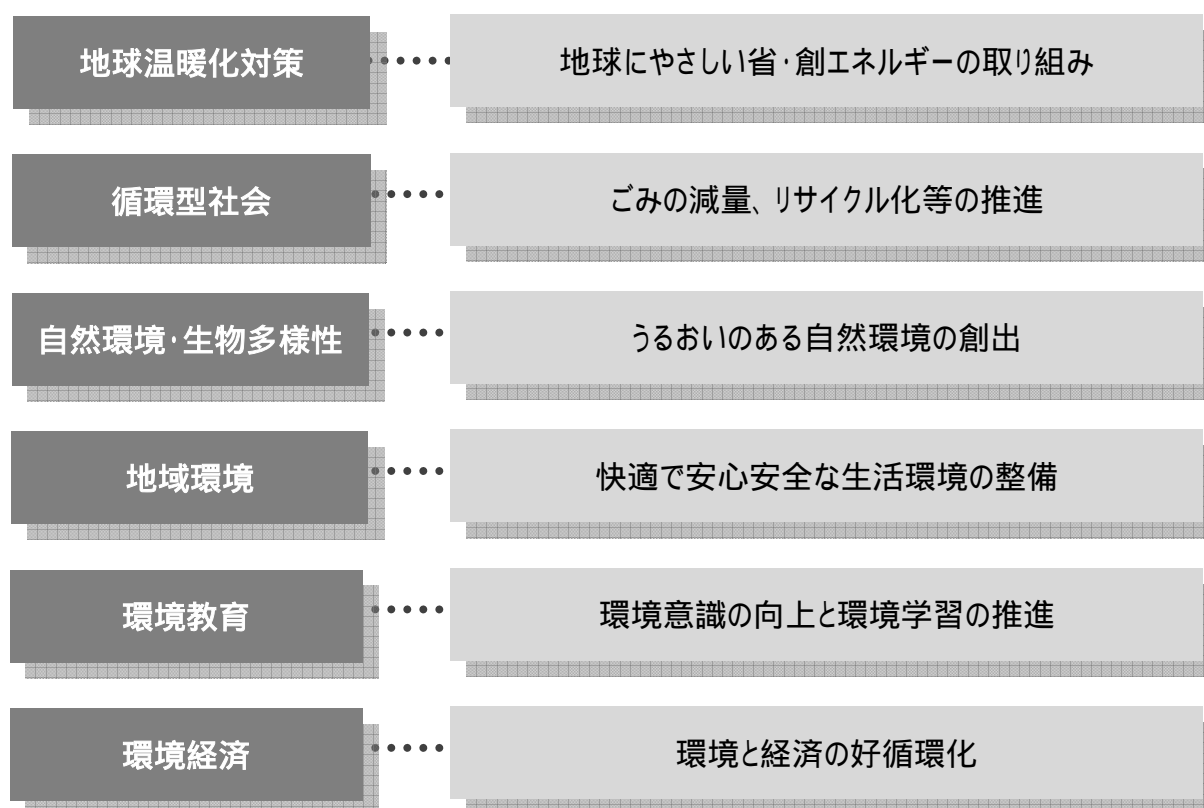 地球温暖化対策
地球にやさしい省・創エネルギーの取り組み
循環型社会
ごみの減量、リサイクル化等の推進
自然環境・生物多様性
うるおいのある自然環境の創出
地域環境
快適で安心安全な生活環境の整備
環境教育
環境意識の向上と環境学習の推進
環境経済
環境と経済の好循環化